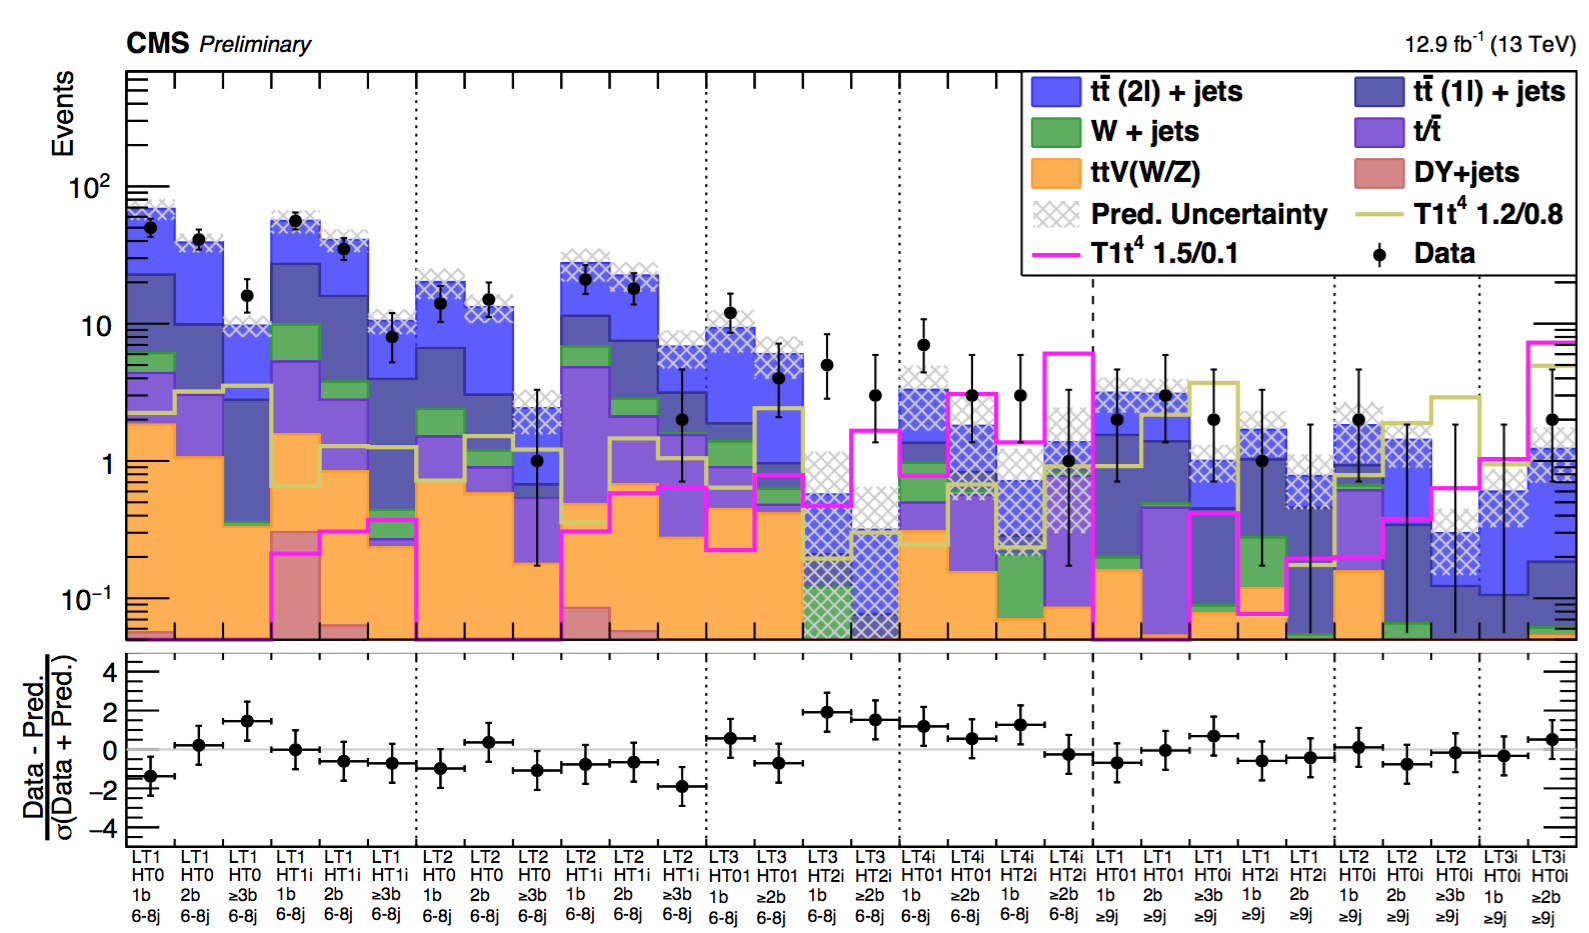 CMS Preliminary
12.9 fb⁻¹ (13 TeV)
Events
10²
10
1
10⁻¹
tt̄ (2l) + jets
tt̄ (1l) + jets
W + jets
t/t̄
ttV(W/Z)
DY+jets
Pred. Uncertainty
T1t⁴ 1.2/0.8
T1t⁴ 1.5/0.1
Data
Data - Pred.
σ(Data + Pred.)
4
2
0
−2
−4
LT1 LT1 LT1 LT1 LT1 LT1 LT2 LT2 LT2 LT2 LT2 LT2 LT3 LT3 LT3 LT3 LT4i LT4i LT4i LT4i LT1 LT1 LT1 LT1 LT1 LT2 LT2 LT2 LT3i LT3i
HT0 HT0 HT0 HT1i HT1i HT1i HT0 HT0 HT0 HT1i HT1i HT1i HT01 HT01 HT2i HT2i HT01 HT01 HT2i HT2i HT01 HT01 HT0i HT2i HT2i HT0i HT0i HT0i HT0i HT0i
1b 2b ≥3b 1b 2b ≥3b 1b 2b ≥3b 1b 2b ≥3b 1b ≥2b 1b ≥2b 1b ≥2b 1b ≥2b 1b 2b ≥3b 1b 2b 1b 2b ≥3b 1b ≥2b
6-8j 6-8j 6-8j 6-8j 6-8j 6-8j 6-8j 6-8j 6-8j 6-8j 6-8j 6-8j 6-8j 6-8j 6-8j 6-8j 6-8j 6-8j 6-8j 6-8j ≥9j ≥9j ≥9j ≥9j ≥9j ≥9j ≥9j ≥9j ≥9j ≥9j